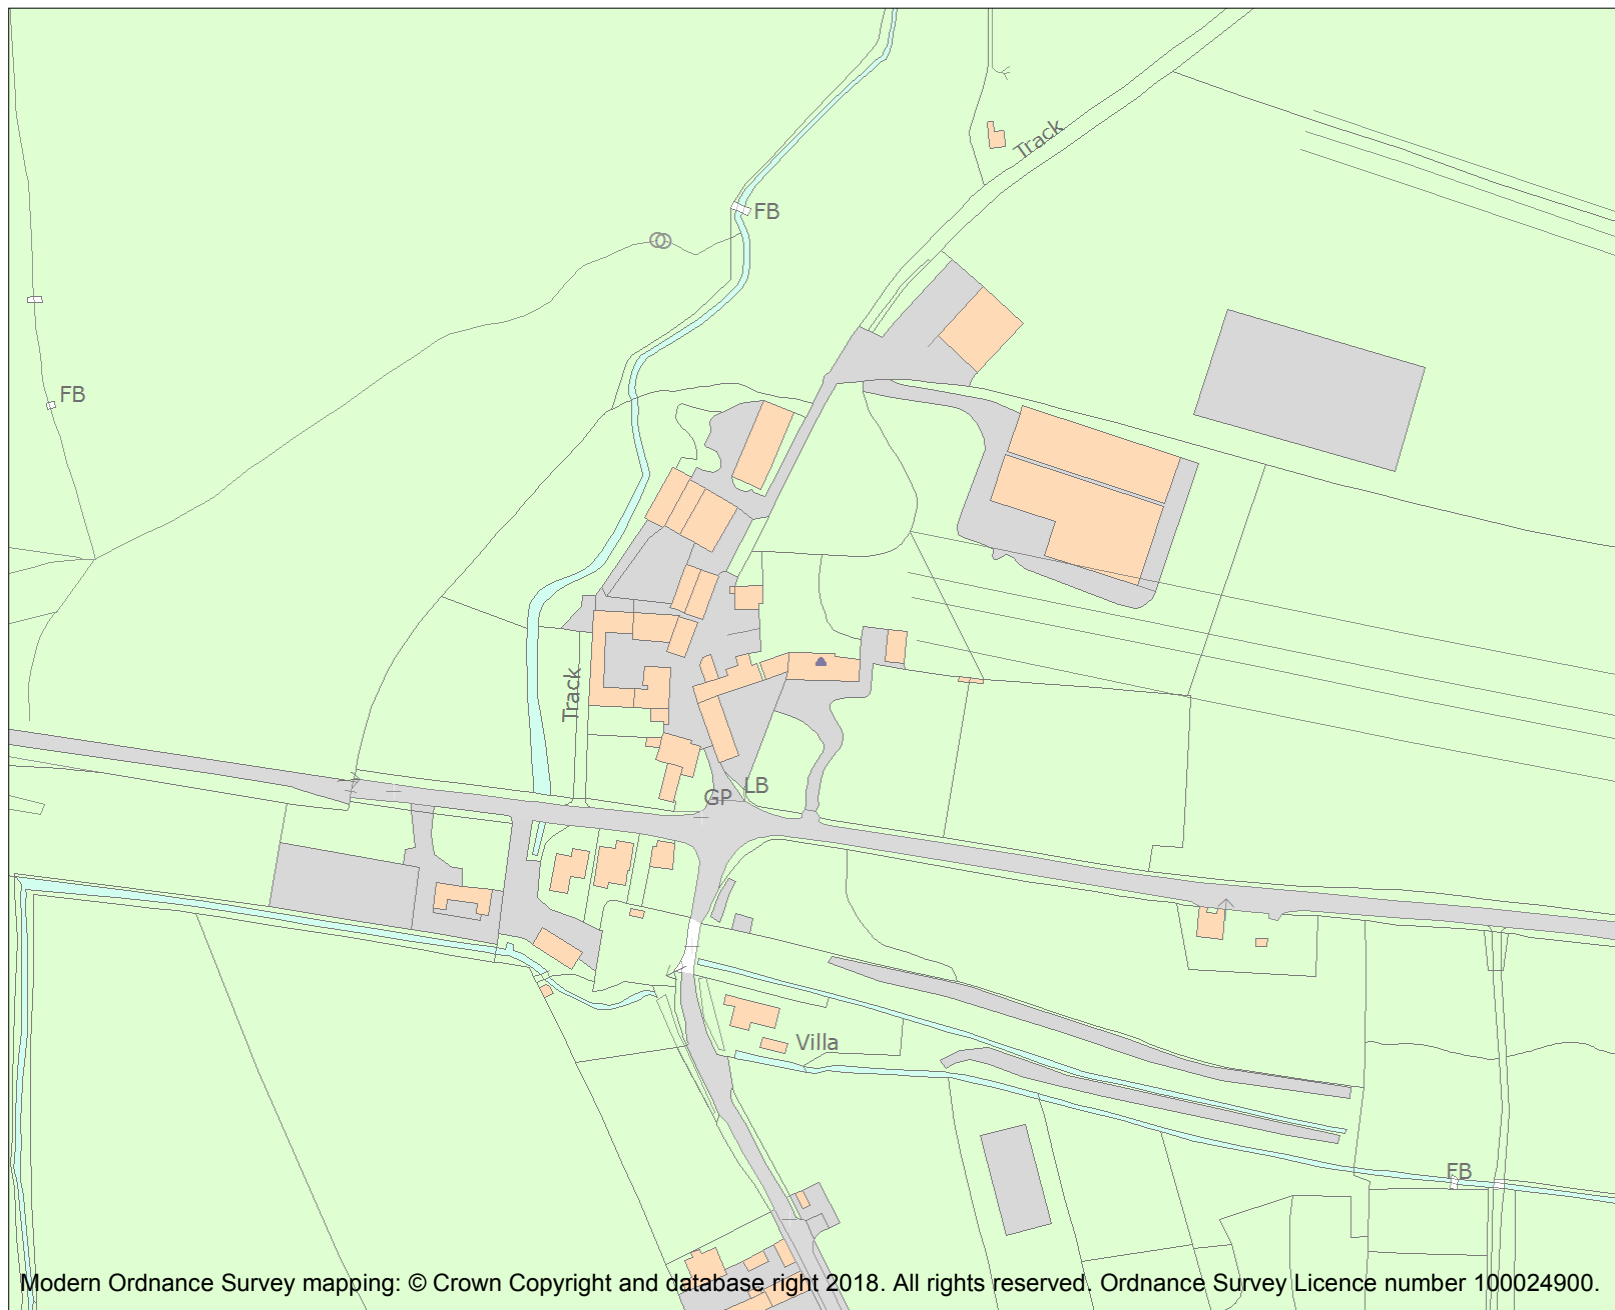 Track
FB
FB
Track
LB
GP
Villa
FB
Modern Ordnance Survey mapping: © Crown Copyright and database right 2018. All rights reserved. Ordnance Survey Licence number 100024900.